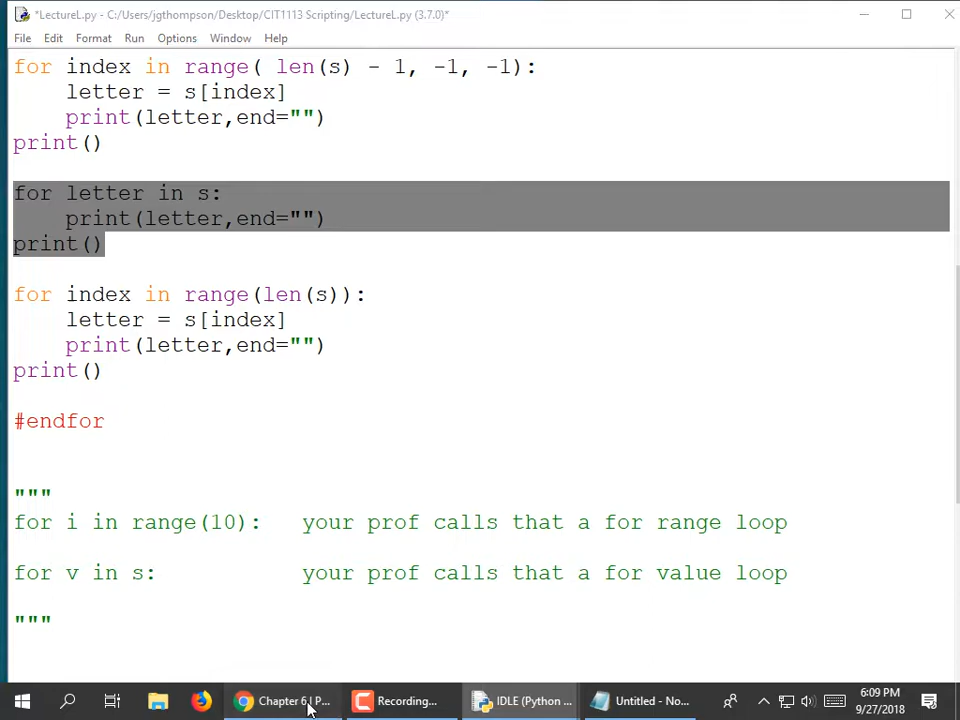 *LectureL.py - C:/Users/jgthompson/Desktop/CIT1113 Scripting/LectureL.py (3.7.0)*
File Edit Format Run Options Window Help
for index in range( len(s) - 1, -1, -1):
    letter = s[index]
    print(letter,end="")
print()
for letter in s:
    print(letter,end="")
print()
for index in range(len(s)):
    letter = s[index]
    print(letter,end="")
print()
#endfor
"""
for i in range(10):   your prof calls that a for range loop
for v in s:           your prof calls that a for value loop
"""
Chapter 6 | P... Recording... IDLE (Python ... Untitled - No... 6:09 PM
9/27/2018